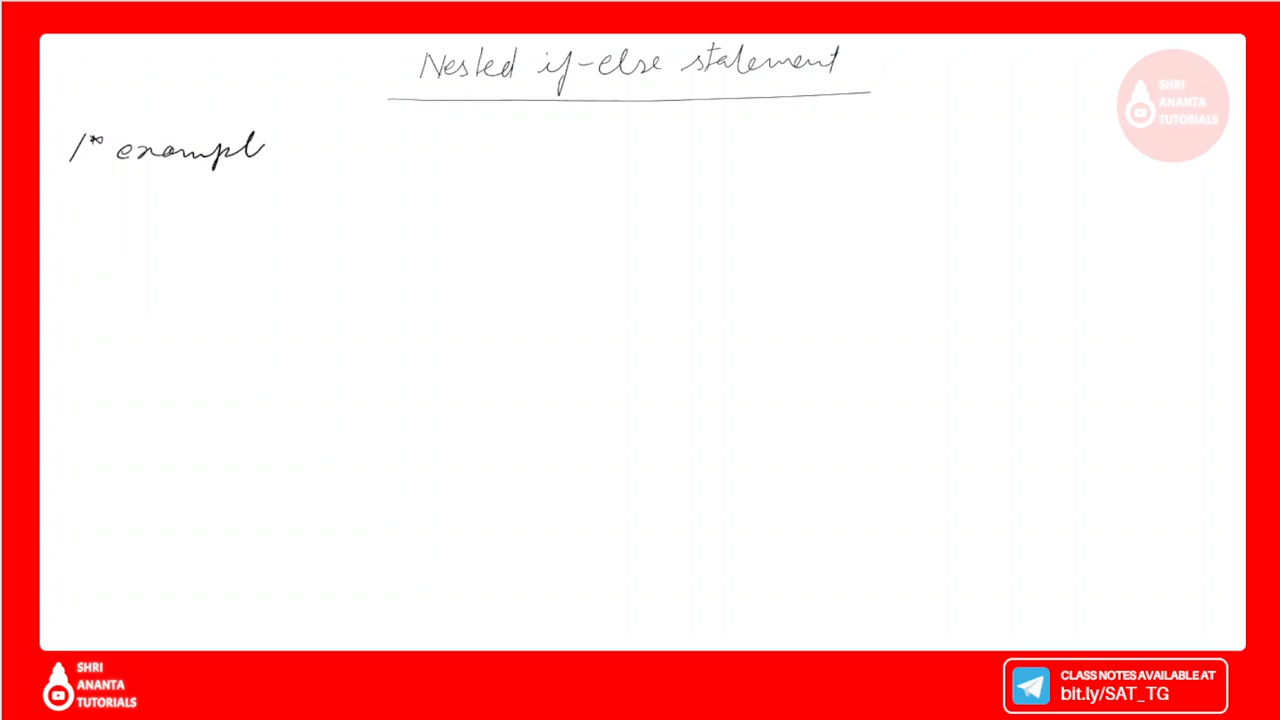 Nested if-else statement
SHRI
ANANTA
TUTORIALS
/* exampl
SHRI
ANANTA
TUTORIALS
CLASS NOTES AVAILABLE AT
bit.ly/SAT_TG